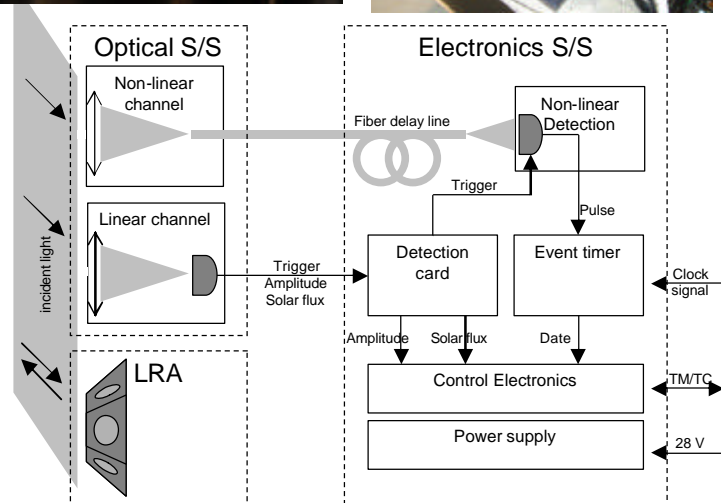 Optical S/S
Electronics S/S
Non-linear
channel
Fiber delay line
Non-linear
Detection
Trigger
Pulse
incident light
Linear channel
Trigger
Amplitude
Solar flux
Detection
card
Event timer
Clock
signal
Amplitude
Solar flux
Date
LRA
Control Electronics
TM/TC
Power supply
28 V